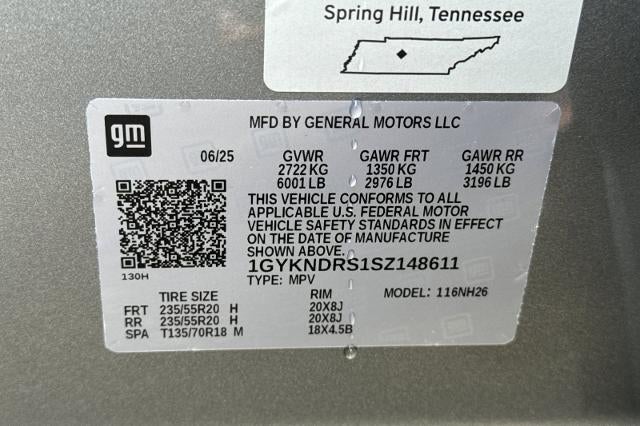 Spring Hill, Tennessee
gm
MFD BY GENERAL MOTORS LLC
06/25 GVWR GAWR FRT GAWR RR
2722 KG 1350 KG 1450 KG
6001 LB 2976 LB 3196 LB
THIS VEHICLE CONFORMS TO ALL
APPLICABLE U.S. FEDERAL MOTOR
VEHICLE SAFETY STANDARDS IN EFFECT
ON THE DATE OF MANUFACTURE
SHOWN ABOVE.
1GYKNDRS1SZ148611
130H TYPE: MPV
TIRE SIZE RIM MODEL: 116NH26
FRT 235/55R20 H 20X8J
RR 235/55R20 H 20X8J
SPA T135/70R18 M 18X4.5B